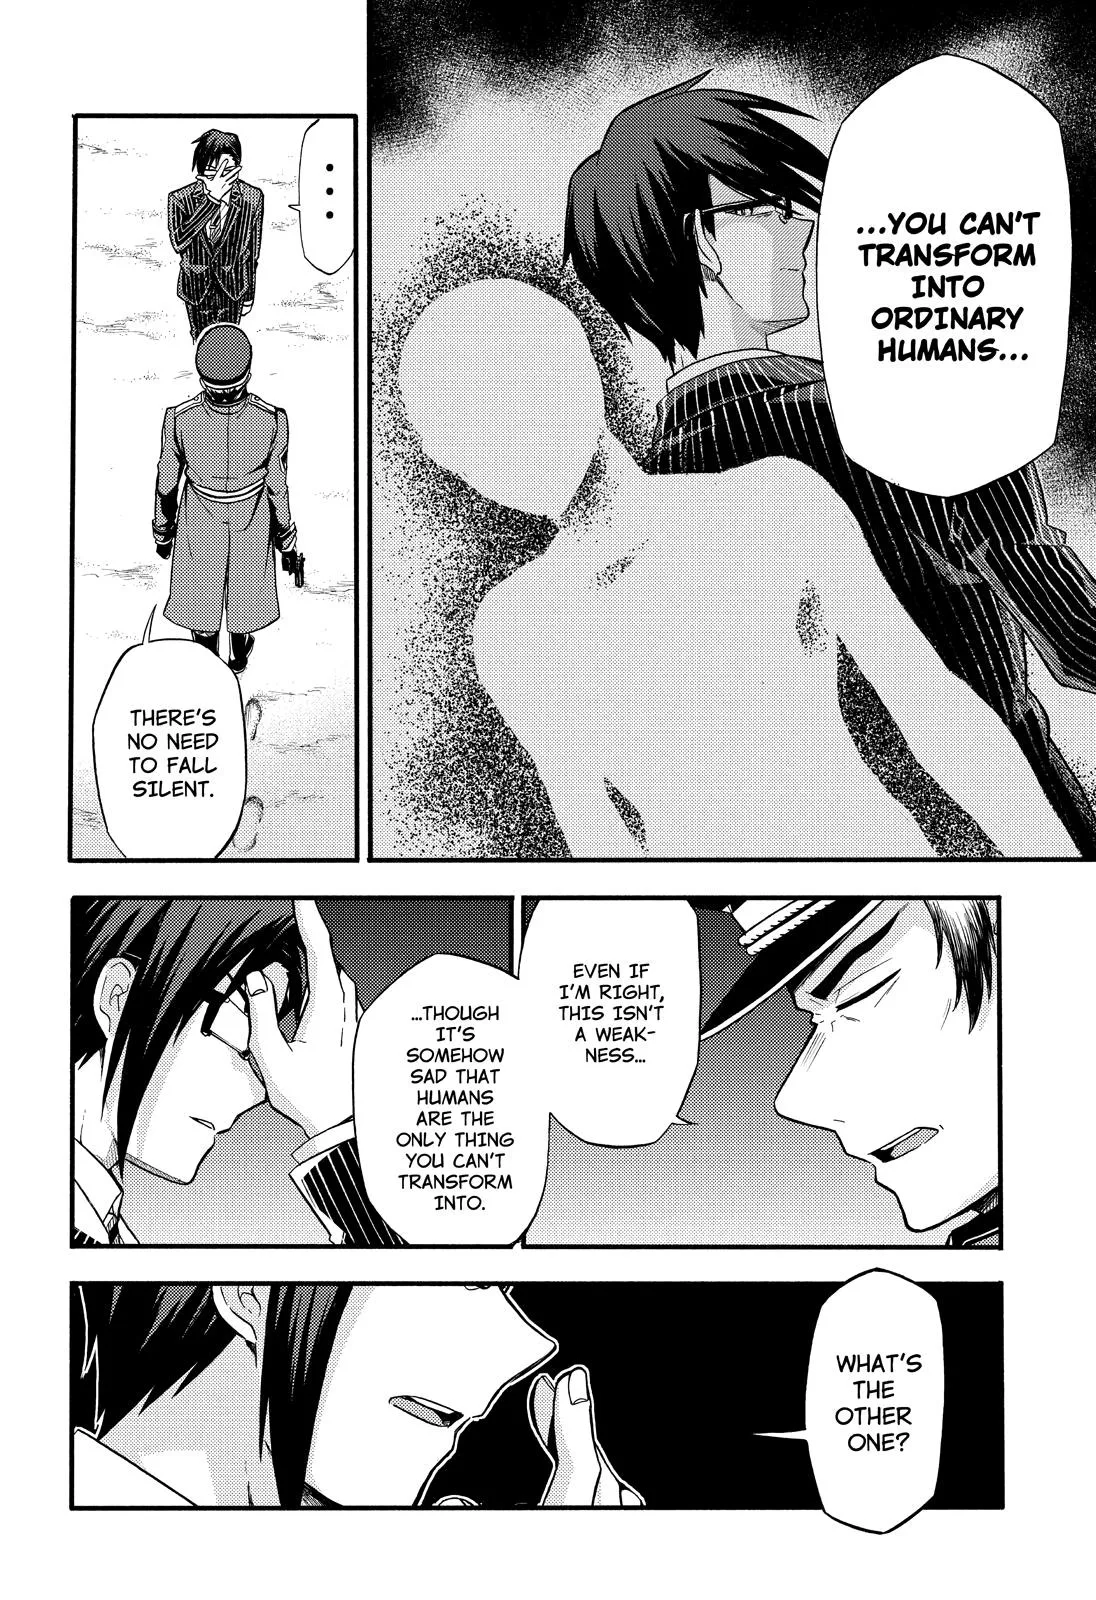 ...YOU CAN'T
TRANSFORM
INTO
ORDINARY
HUMANS...
...
THERE'S
NO NEED
TO FALL
SILENT.
EVEN IF
I'M RIGHT,
THIS ISN'T
A WEAK-
NESS...
...THOUGH
IT'S
SOMEHOW
SAD THAT
HUMANS
ARE THE
ONLY THING
YOU CAN'T
TRANSFORM
INTO.
WHAT'S
THE
OTHER
ONE?